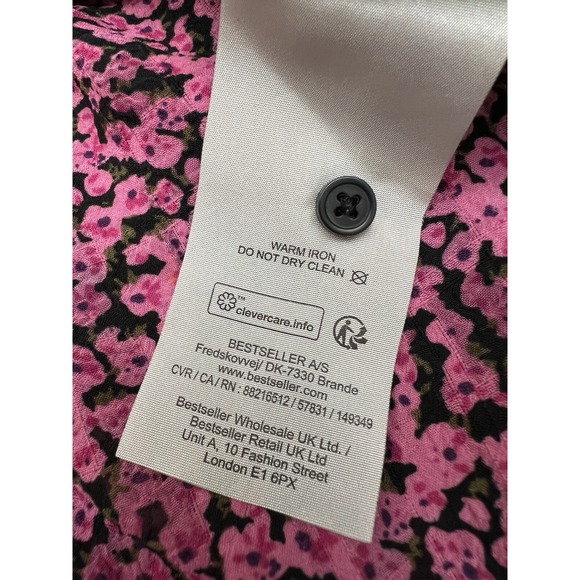 WARM IRON
DO NOT DRY CLEAN
™
clevercare.info
BESTSELLER A/S
Fredskovvej/ DK-7330 Brande
www.bestseller.com
CVR / CA / RN : 88216512 / 57831 / 149349
Bestseller Wholesale UK Ltd. /
Bestseller Retail UK Ltd
Unit A, 10 Fashion Street
London E1 6PX